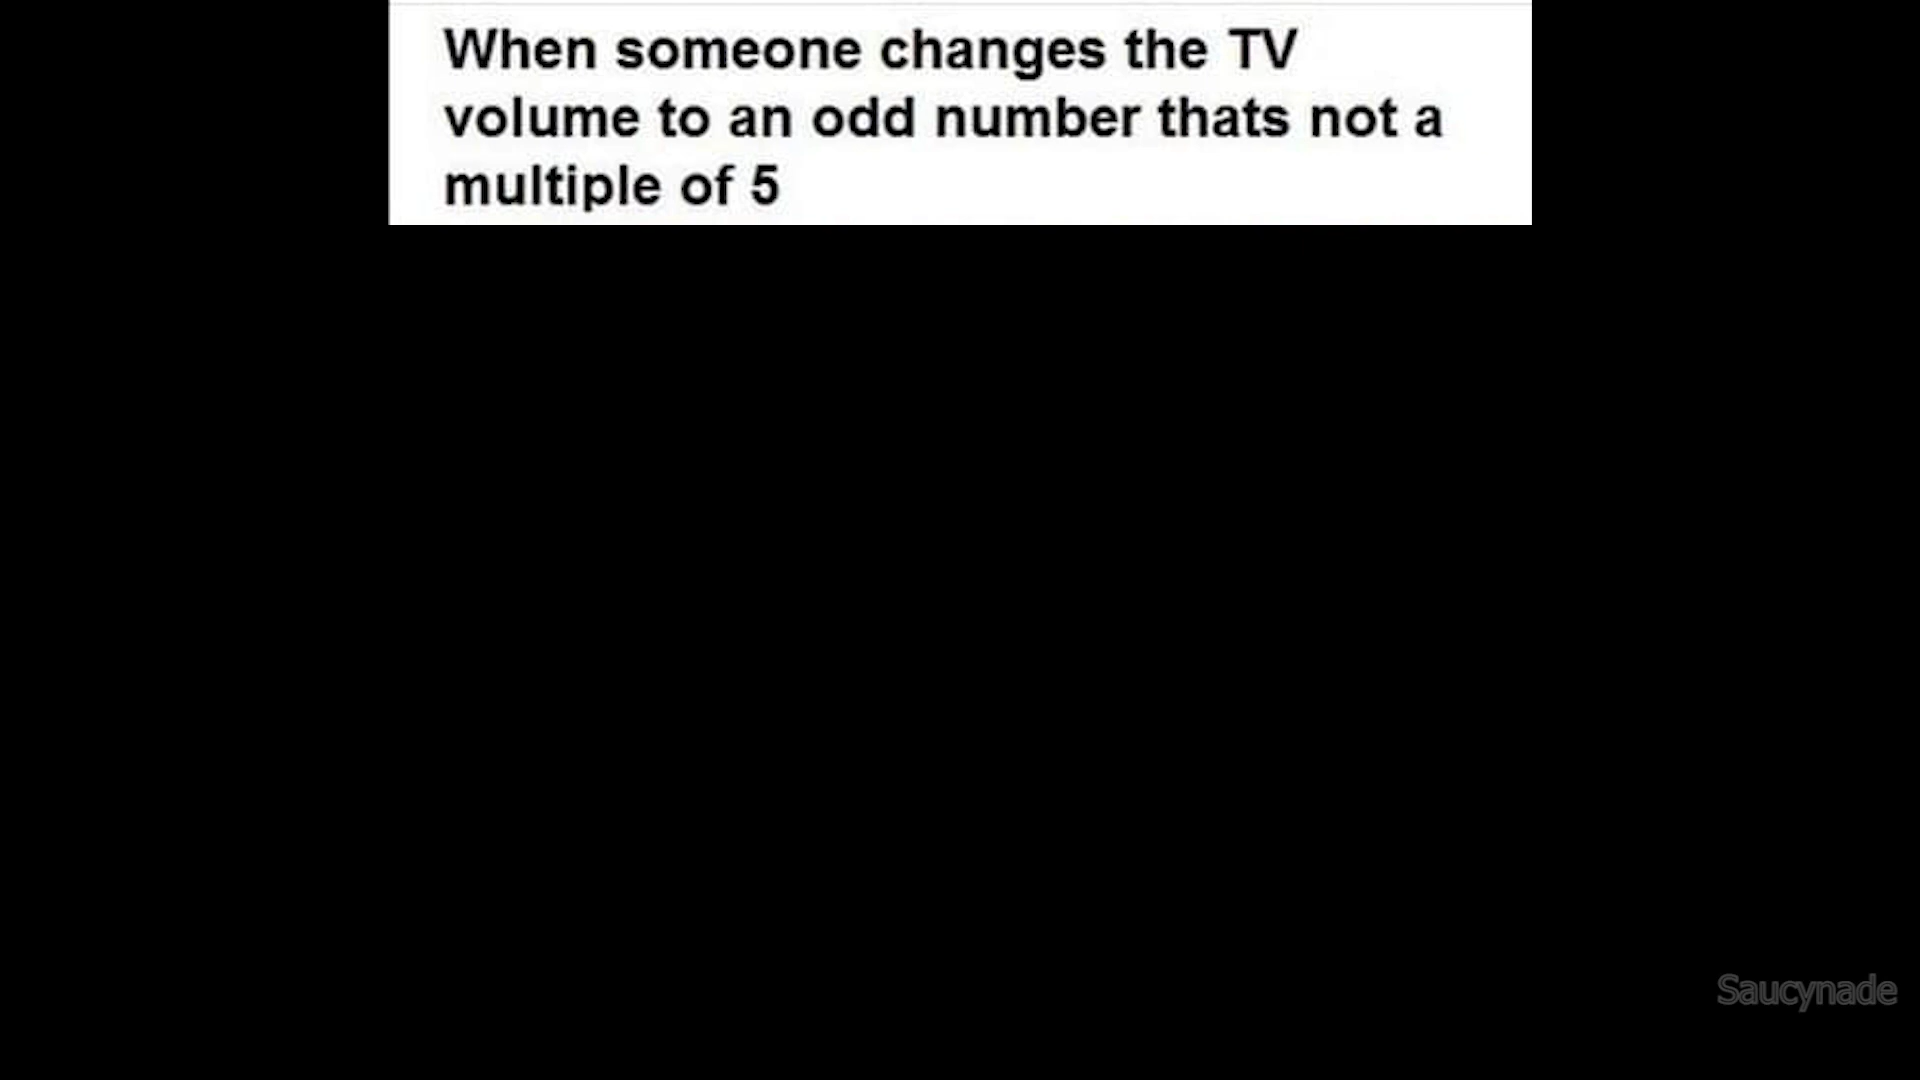 When someone changes the TV
volume to an odd number thats not a
multiple of 5
Saucynade